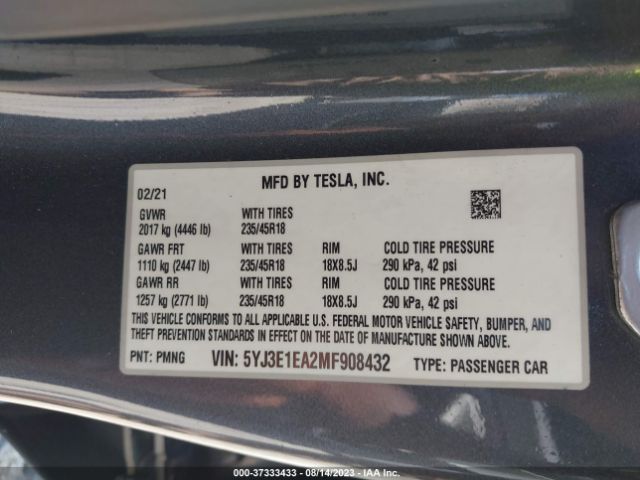 MFD BY TESLA, INC.
02/21
GVWR WITH TIRES
2017 kg (4446 lb) 235/45R18
GAWR FRT WITH TIRES RIM COLD TIRE PRESSURE
1110 kg (2447 lb) 235/45R18 18X8.5J 290 kPa, 42 psi
GAWR RR WITH TIRES RIM COLD TIRE PRESSURE
1257 kg (2771 lb) 235/45R18 18X8.5J 290 kPa, 42 psi
THIS VEHICLE CONFORMS TO ALL APPLICABLE U.S. FEDERAL MOTOR VEHICLE SAFETY, BUMPER, AND
THEFT PREVENTION STANDARDS IN EFFECT ON THE DATE OF MANUFACTURE SHOWN ABOVE.
PNT: PMNG VIN: 5YJ3E1EA2MF908432 TYPE: PASSENGER CAR
000-37333433 - 08/14/2023 - IAA Inc.